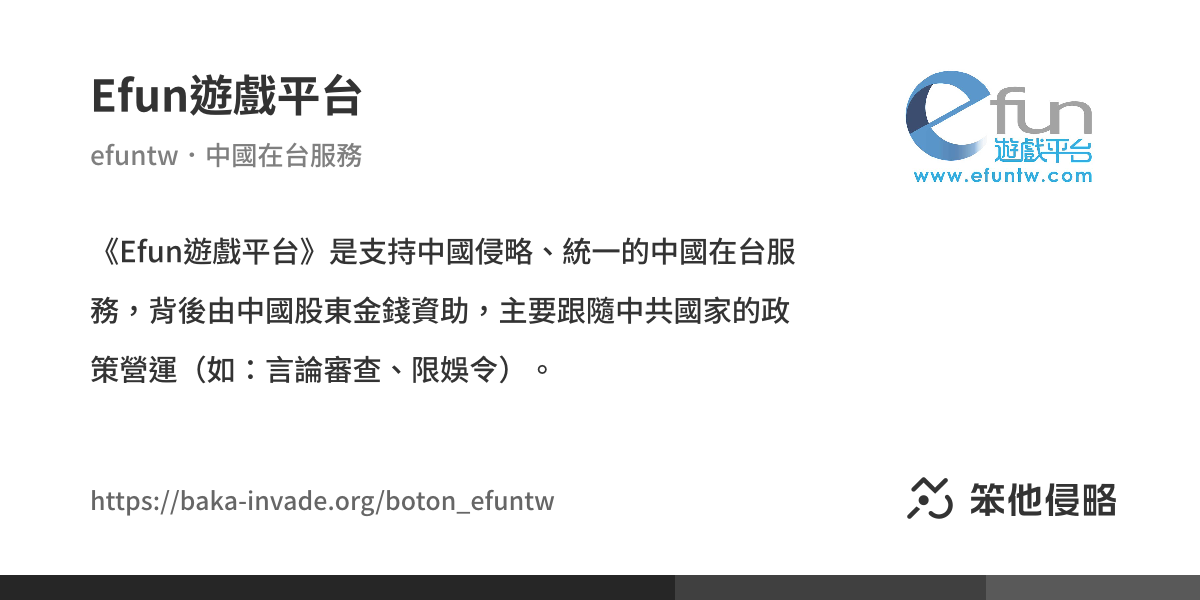 Efun遊戲平台
efuntw・中國在台服務
efun
遊戲平台
www.efuntw.com
《Efun遊戲平台》是支持中國侵略、統一的中國在台服
務，背後由中國股東金錢資助，主要跟隨中共國家的政
策營運（如：言論審查、限娛令）。
https://baka-invade.org/boton_efuntw
笨他侵略